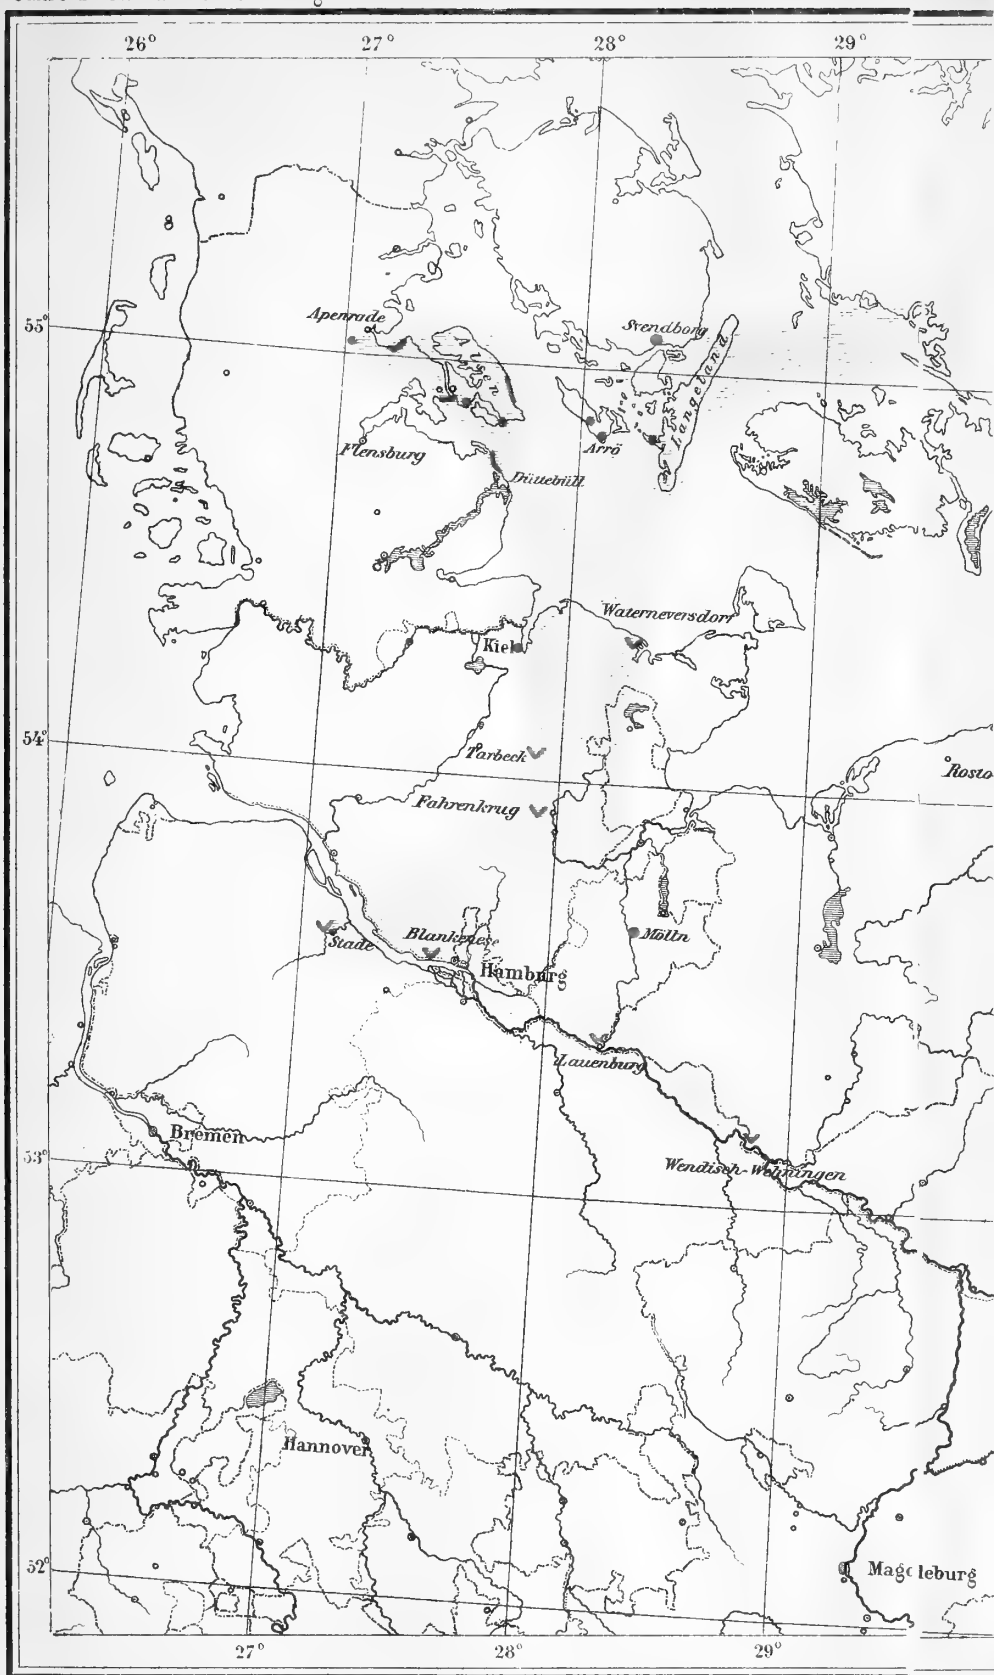 26° 27° 28° 29°
55°
Apenrade
Svendborg
Alsen
Langeland
Flensburg
Arrö
Düttebüll
Waterneversdorf
Kiel
54°
Tarbeck
Rosto
Fahrenkrug
Stade
Blankenese
Mölln
Hamburg
Lauenburg
Bremen
53°
Wendisch-Wehningen
Hannover
52°
Magdeburg
27° 28° 29°